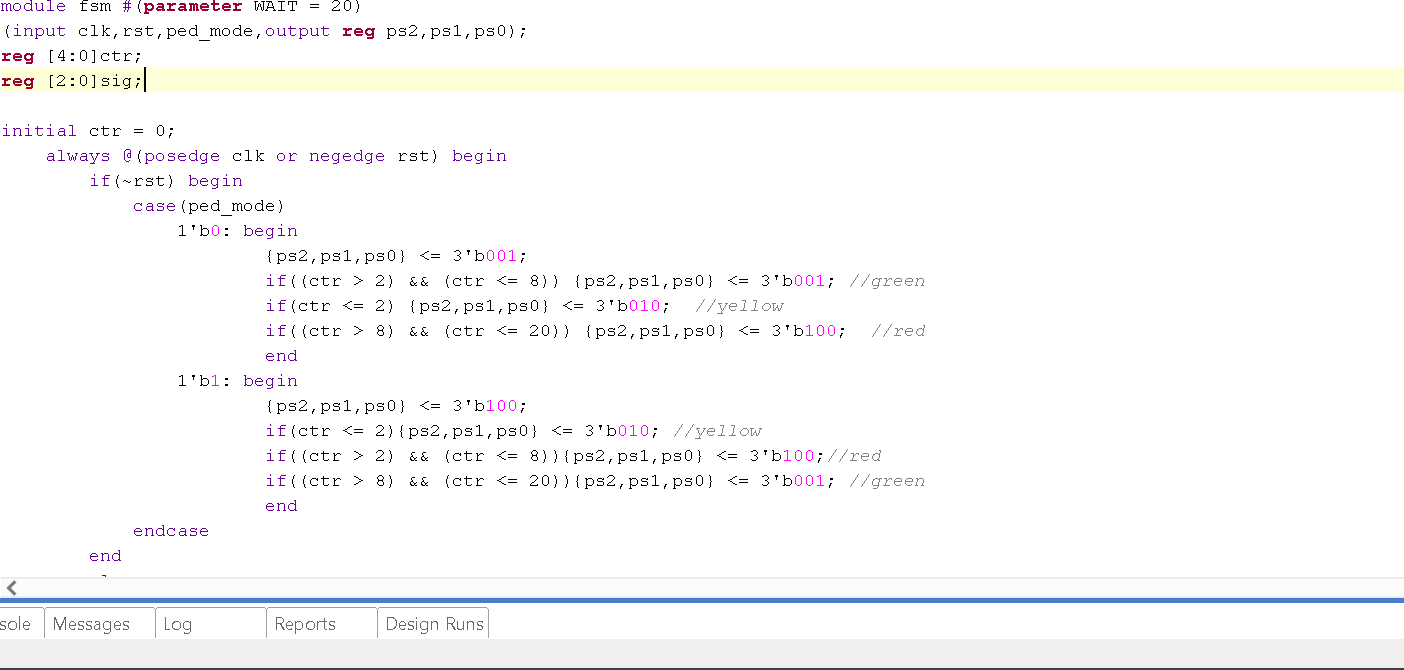 module fsm #(parameter WAIT = 20)
(input clk,rst,ped_mode,output reg ps2,ps1,ps0);
reg [4:0]ctr;
reg [2:0]sig;
initial ctr = 0;
always @(posedge clk or negedge rst) begin
if(~rst) begin
case(ped_mode)
1'b0: begin
{ps2,ps1,ps0} <= 3'b001;
if((ctr > 2) && (ctr <= 8)) {ps2,ps1,ps0} <= 3'b001; //green
if(ctr <= 2) {ps2,ps1,ps0} <= 3'b010; //yellow
if((ctr > 8) && (ctr <= 20)) {ps2,ps1,ps0} <= 3'b100; //red
end
1'b1: begin
{ps2,ps1,ps0} <= 3'b100;
if(ctr <= 2){ps2,ps1,ps0} <= 3'b010; //yellow
if((ctr > 2) && (ctr <= 8)){ps2,ps1,ps0} <= 3'b100;//red
if((ctr > 8) && (ctr <= 20)){ps2,ps1,ps0} <= 3'b001; //green
end
endcase
end
sole Messages Log Reports Design Runs